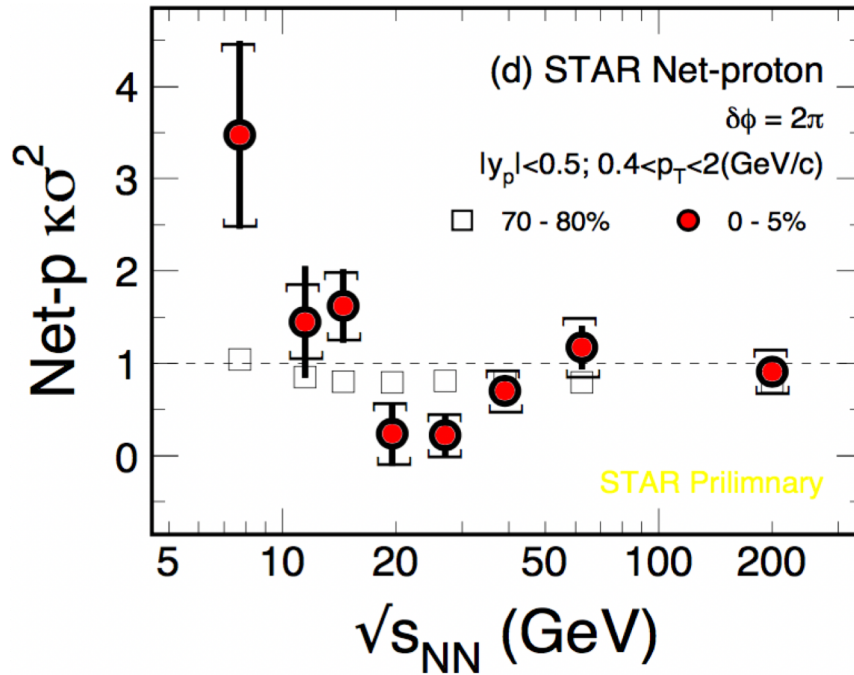 (d) STAR Net-proton
δϕ = 2π
|y_p|<0.5; 0.4<p_T<2(GeV/c)
70 - 80%
0 - 5%
Net-p κσ²
4
3
2
1
0
STAR Prilimnary
5 10 20 50 100 200
√s_NN (GeV)